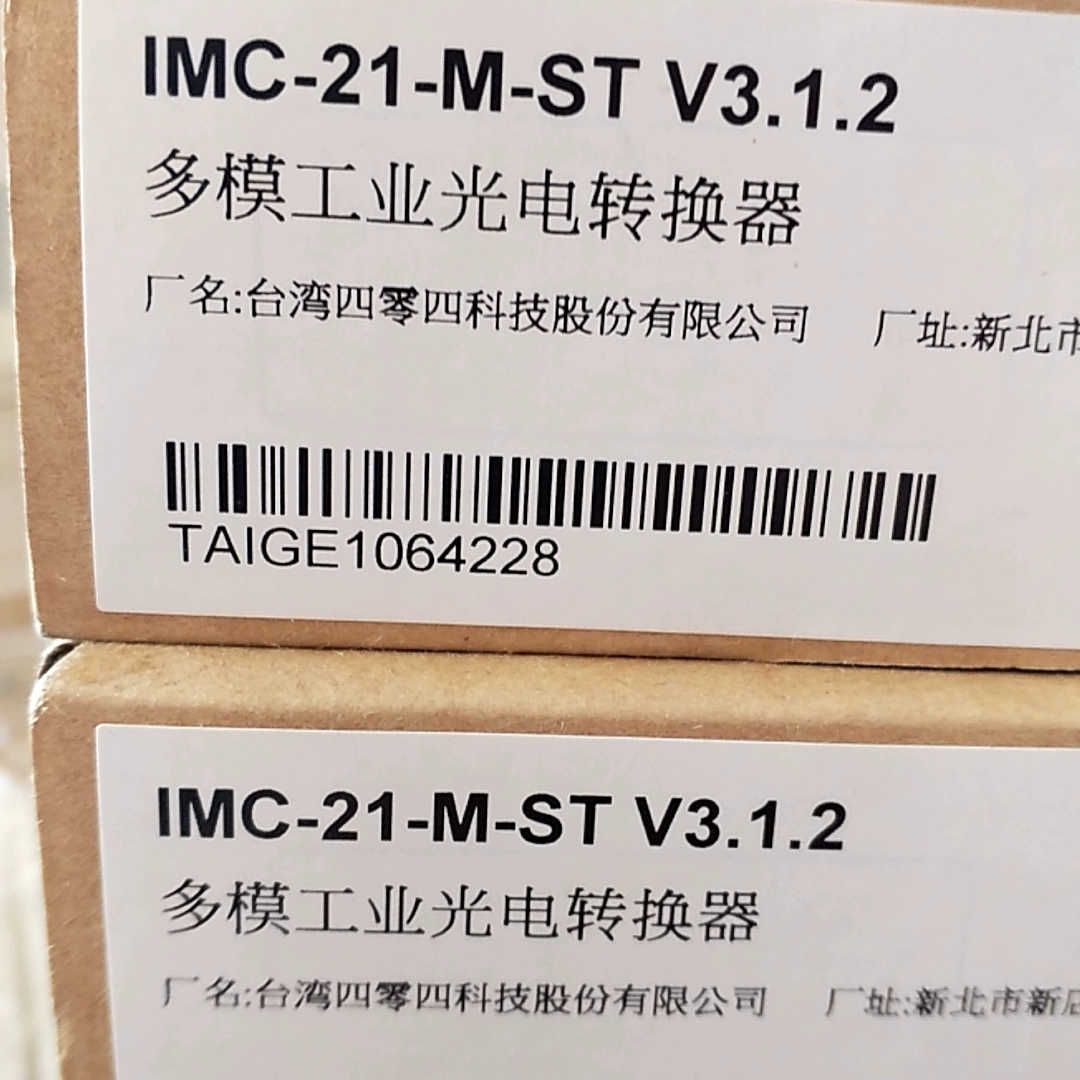 IMC-21-M-ST V3.1.2
多模工业光电转换器
厂名:台湾四零四科技股份有限公司 厂址:新北市
TAIGE1064228
IMC-21-M-ST V3.1.2
多模工业光电转换器
厂名:台湾四零四科技股份有限公司 厂址:新北市新店